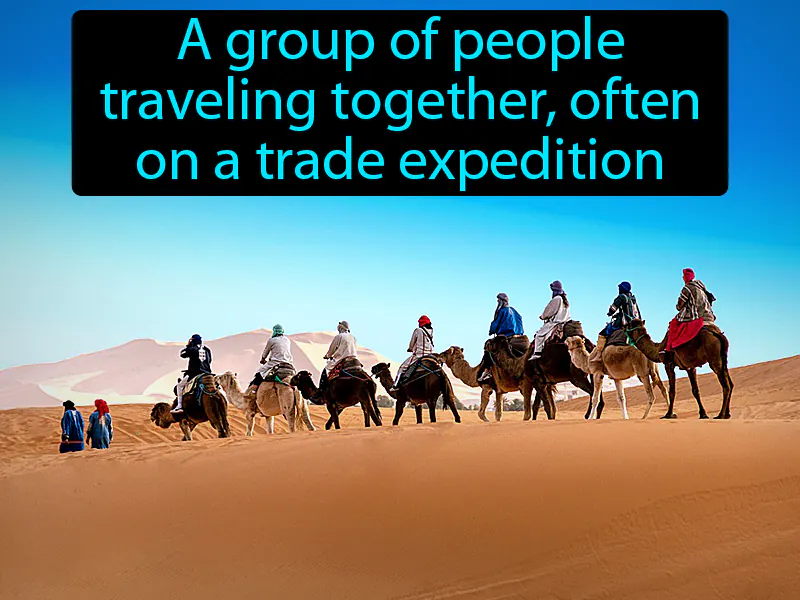 A group of people
traveling together, often
on a trade expedition